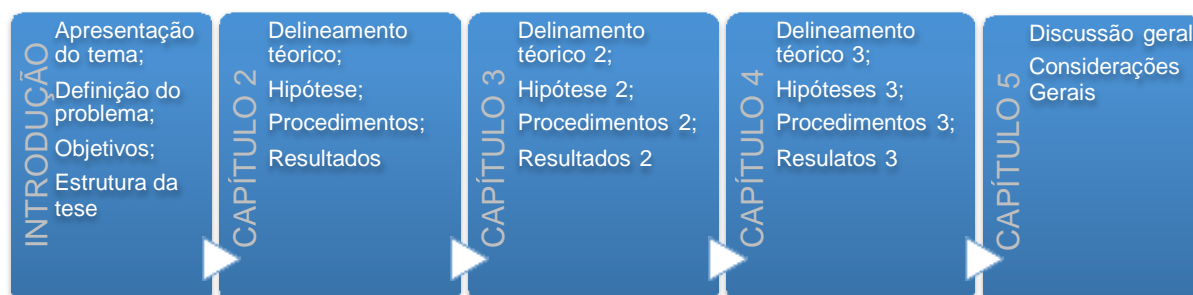 INTRODUÇÃO
Apresentação
do tema;
Definição do
problema;
Objetivos;
Estrutura da
tese
CAPÍTULO 2
Delineamento
téorico;
Hipótese;
Procedimentos;
Resultados
CAPÍTULO 3
Delinamento
téorico 2;
Hipótese 2;
Procedimentos 2;
Resultados 2
CAPÍTULO 4
Delineamento
téorico 3;
Hipóteses 3;
Procedimentos 3;
Resulatos 3
CAPÍTULO 5
Discussão geral
Considerações
Gerais